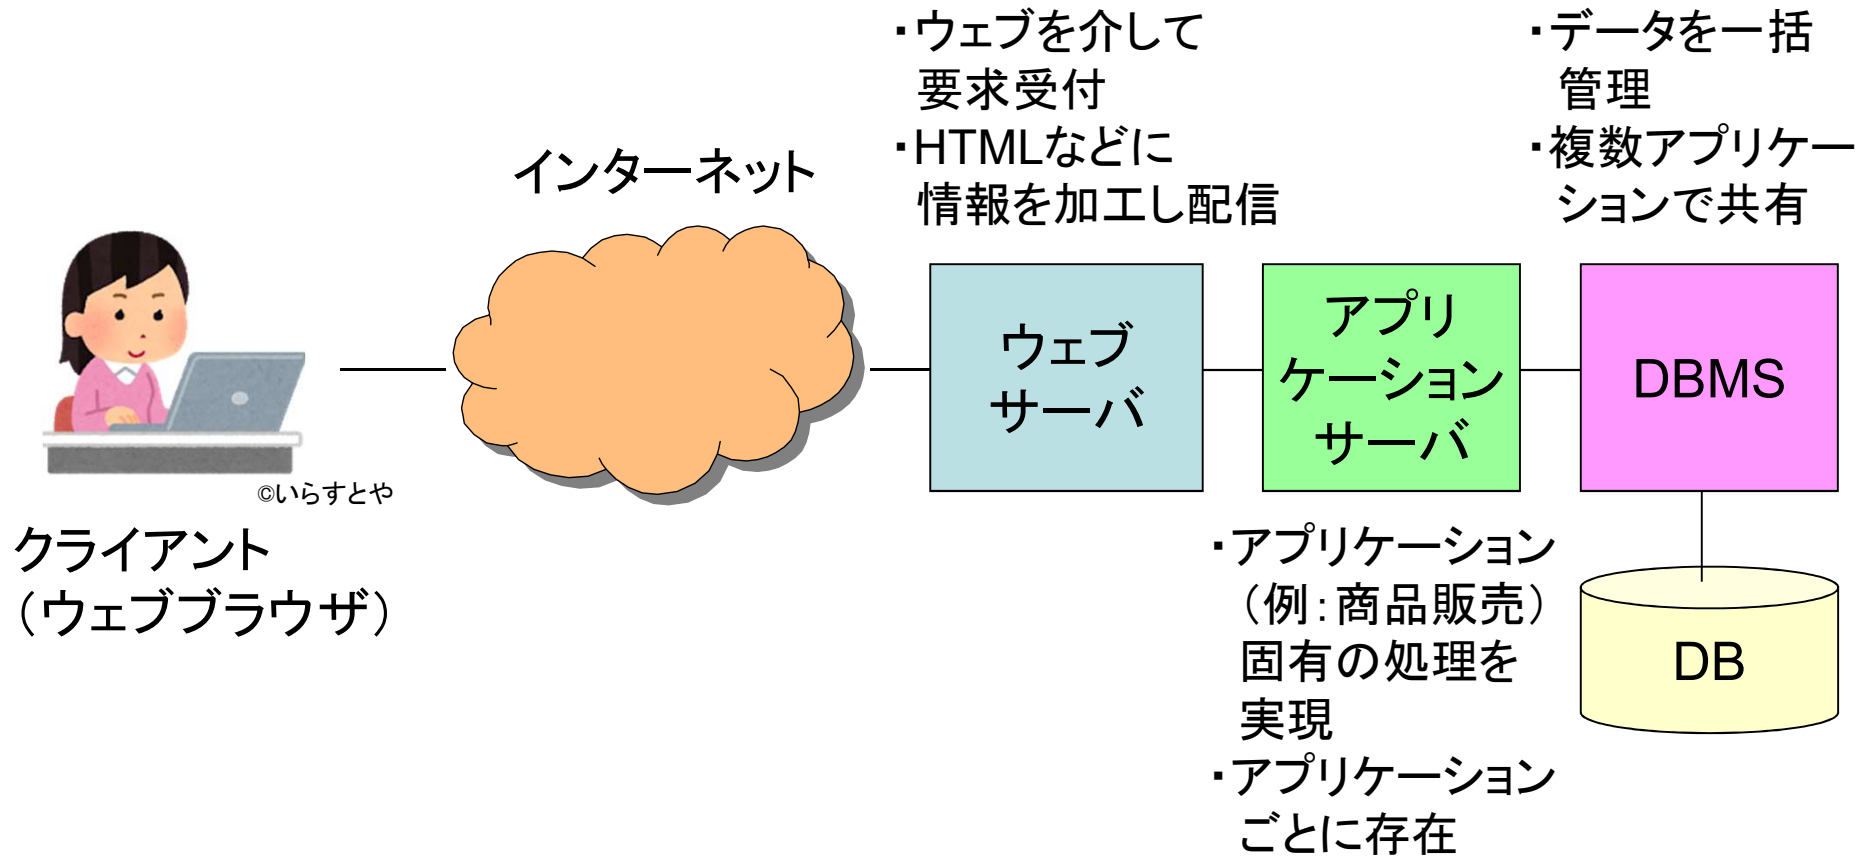 ・ウェブを介して
要求受付
・HTMLなどに
情報を加工し配信
・データを一括
管理
・複数アプリケー
ションで共有
インターネット
ウェブ
サーバ
アプリ
ケーション
サーバ
DBMS
©いらすとや
クライアント
（ウェブブラウザ）
・アプリケーション
（例：商品販売）
固有の処理を
実現
・アプリケーション
ごとに存在
DB